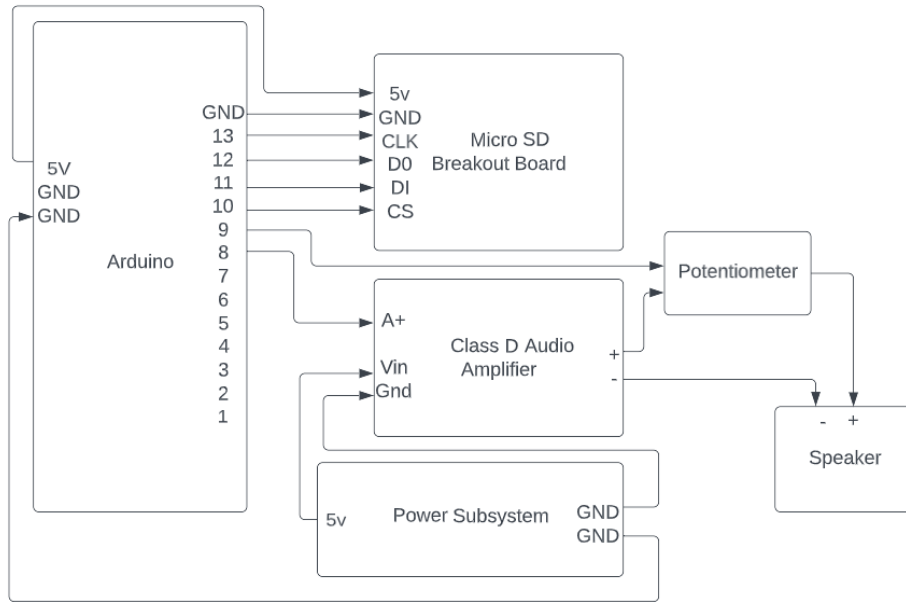 5V
GND
GND
Arduino
GND
13
12
11
10
9
8
7
6
5
4
3
2
1
5v
GND
CLK
D0
DI
CS
Micro SD
Breakout Board
Potentiometer
A+
Vin
Gnd
Class D Audio
Amplifier
+
-
- +
Speaker
5v
Power Subsystem
GND
GND